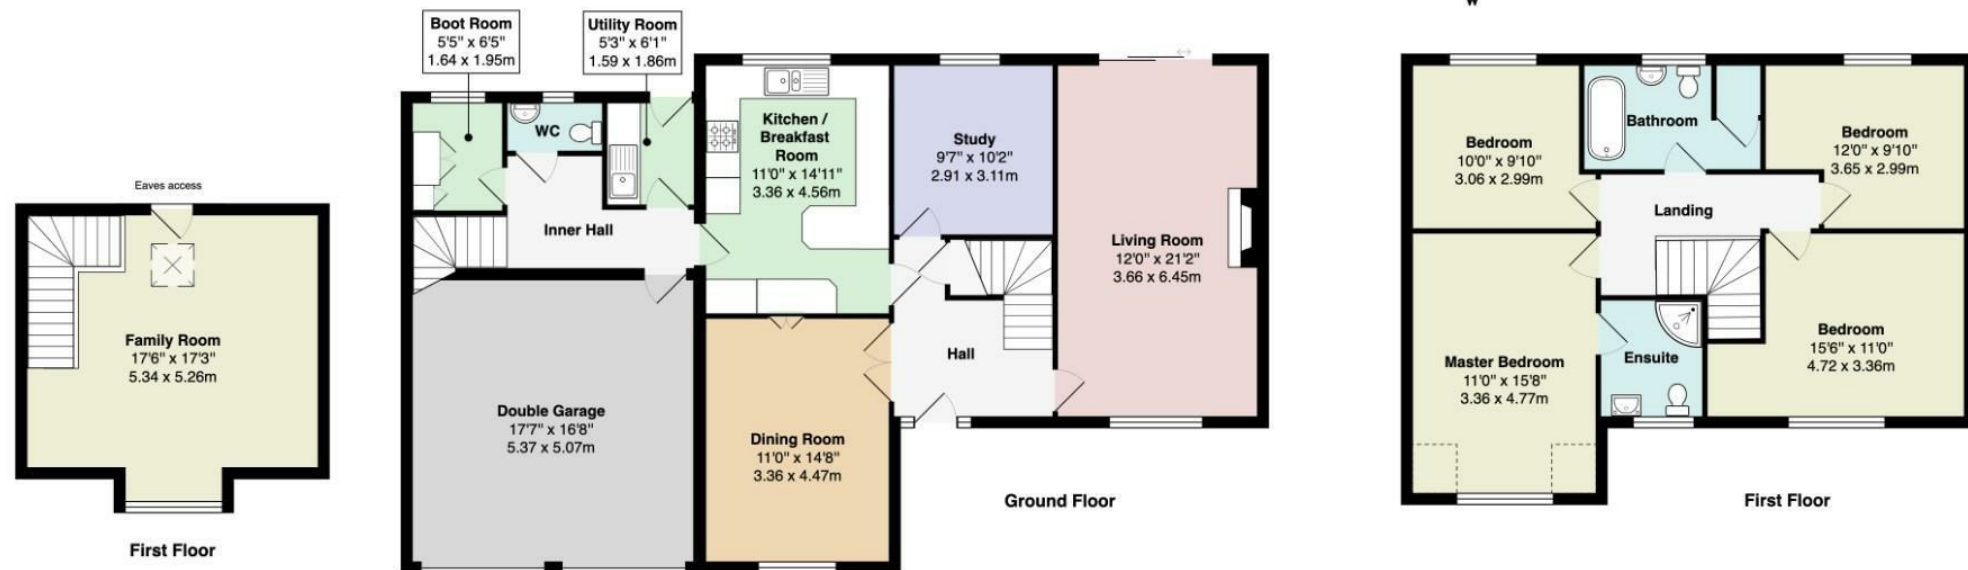 W
Boot Room
5'5" x 6'5"
1.64 x 1.95m
Utility Room
5'3" x 6'1"
1.59 x 1.86m
WC
Inner Hall
Kitchen /
Breakfast
Room
11'0" x 14'11"
3.36 x 4.56m
Study
9'7" x 10'2"
2.91 x 3.11m
Living Room
12'0" x 21'2"
3.66 x 6.45m
Hall
Double Garage
17'7" x 16'8"
5.37 x 5.07m
Dining Room
11'0" x 14'8"
3.36 x 4.47m
Ground Floor
Eaves access
Family Room
17'6" x 17'3"
5.34 x 5.26m
First Floor
Bedroom
10'0" x 9'10"
3.06 x 2.99m
Bathroom
Bedroom
12'0" x 9'10"
3.65 x 2.99m
Landing
Master Bedroom
11'0" x 15'8"
3.36 x 4.77m
Ensuite
Bedroom
15'6" x 11'0"
4.72 x 3.36m
First Floor